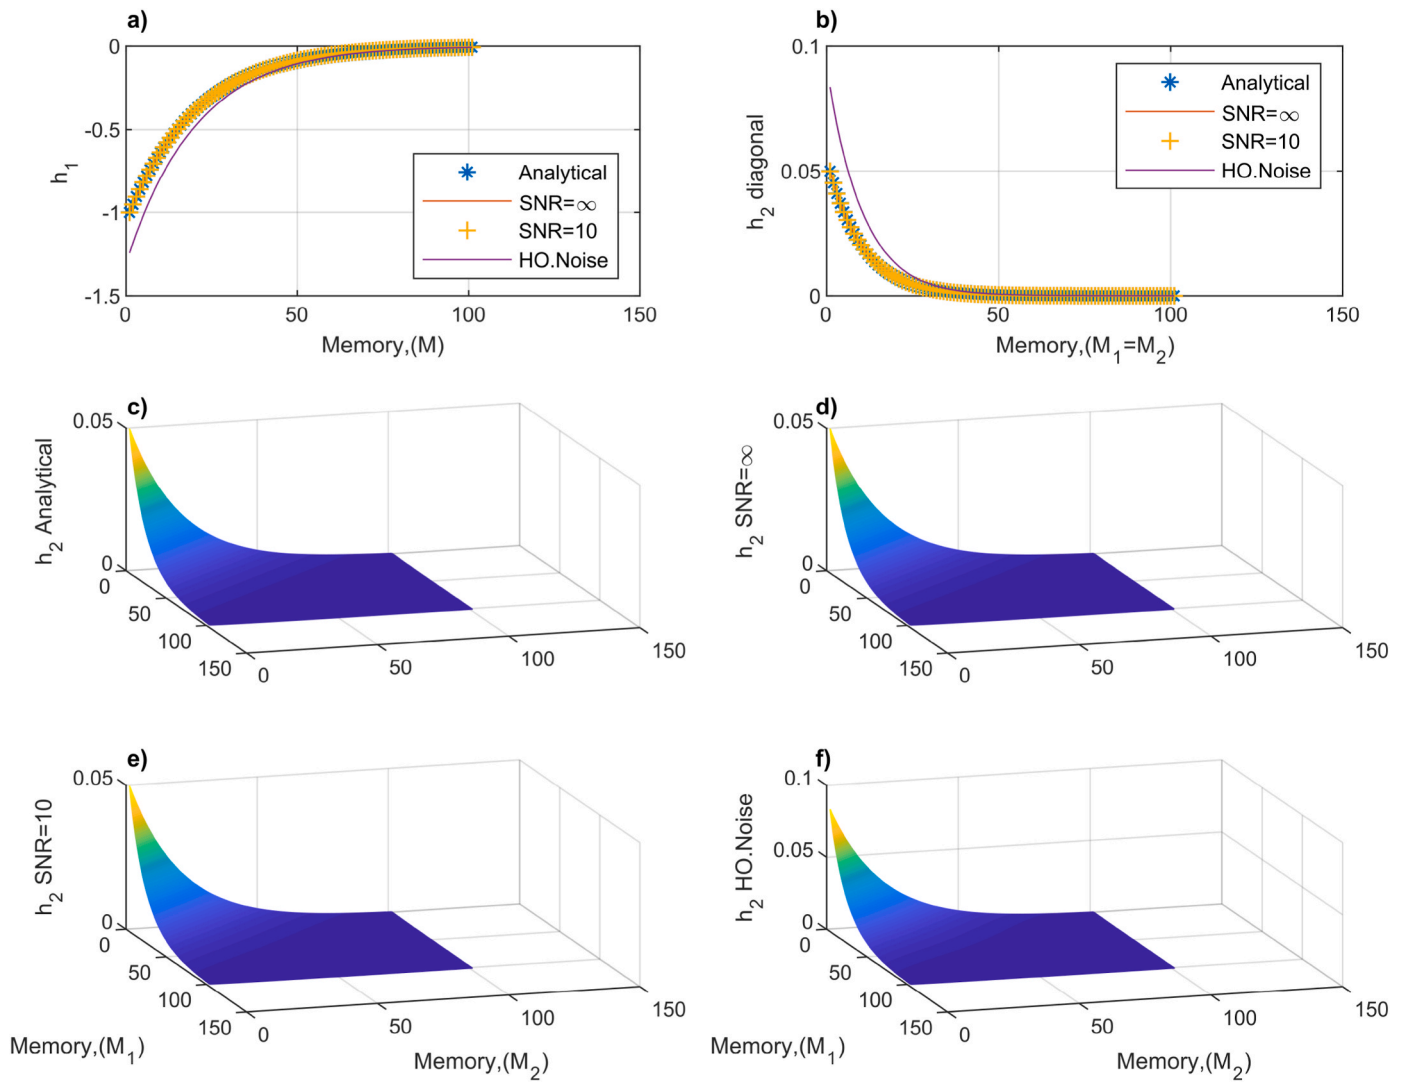 a)
0
-0.5
-1
-1.5
h1
0
50
100
150
Memory,(M)
Analytical
SNR=∞
SNR=10
HO.Noise
b)
0.1
0.05
0
h2 diagonal
0
50
100
150
Memory,(M1=M2)
Analytical
SNR=∞
SNR=10
HO.Noise
c)
0.05
0
h2 Analytical
0
50
100
150
0
50
100
150
d)
0.05
0
h2 SNR=∞
0
50
100
150
0
50
100
150
e)
0.05
0
h2 SNR=10
0
50
100
150
0
50
100
150
Memory,(M1)
Memory,(M2)
f)
0.1
0.05
0
h2 HO.Noise
0
50
100
150
0
50
100
150
Memory,(M1)
Memory,(M2)